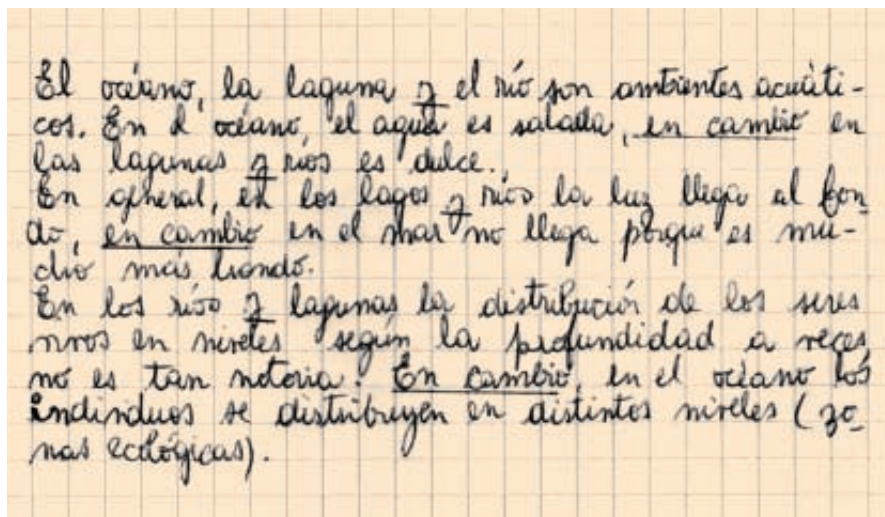 El océano, la laguna y el río son ambientes acuáti-
cos. En el océano, el agua es salada, en cambio en
las lagunas y ríos es dulce.
En general, en los lagos y ríos la luz llega al fon-
do, en cambio en el mar no llega porque es mu-
cho más hondo.
En los ríos y lagunas la distribución de los seres
vivos en niveles según la profundidad a veces
no es tan notoria. En cambio, en el océano los
individuos se distribuyen en distintos niveles (zo-
nas ecológicas).